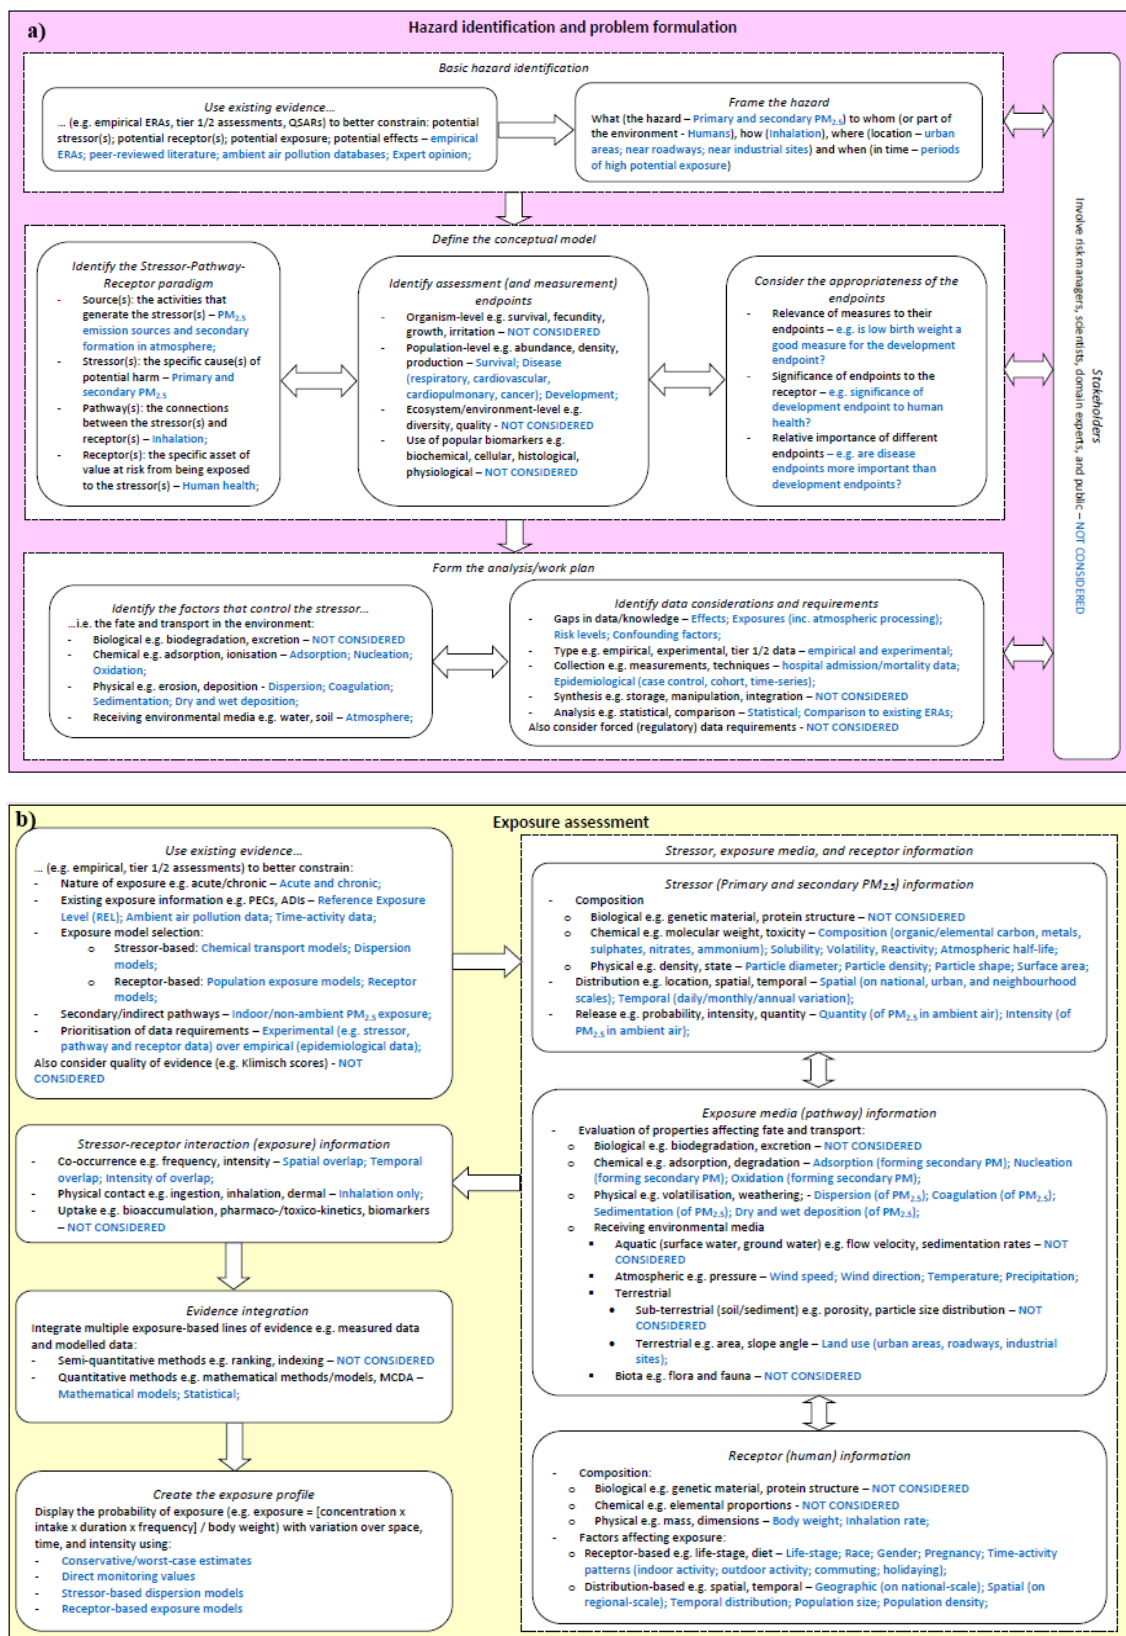 a)
Hazard identification and problem formulation
Basic hazard identification
Use existing evidence...
... (e.g. empirical ERAs, tier 1/2 assessments, QSARs) to better constrain: potential
stressor(s); potential receptor(s); potential exposure; potential effects – empirical
ERAs; peer-reviewed literature; ambient air pollution databases; Expert opinion;
Frame the hazard
What (the hazard – Primary and secondary PM2.5) to whom (or part
of the environment - Humans), how (Inhalation), where (location – urban
areas; near roadways; near industrial sites) and when (in time – periods
of high potential exposure)
Define the conceptual model
Identify the Stressor-Pathway-
Receptor paradigm
- Source(s): the activities that
generate the stressor(s) – PM2.5
emission sources and secondary
formation in atmosphere;
- Stressor(s): the specific cause(s) of
potential harm – Primary and
secondary PM2.5
- Pathway(s): the connections
between the stressor(s) and
receptor(s) – Inhalation;
- Receptor(s): the specific asset of
value at risk from being exposed
to the stressor(s) – Human health;
Identify assessment (and measurement)
endpoints
- Organism-level e.g. survival, fecundity,
growth, irritation – NOT CONSIDERED
- Population-level e.g. abundance, density,
production – Survival; Disease
(respiratory, cardiovascular,
cardiopulmonary, cancer); Development;
- Ecosystem/environment-level e.g.
diversity, quality - NOT CONSIDERED
- Use of popular biomarkers e.g.
biochemical, cellular, histological,
physiological – NOT CONSIDERED
Consider the appropriateness of the
endpoints
- Relevance of measures to their
endpoints – e.g. is low birth weight a
good measure for the development
endpoint?
- Significance of endpoints to the
receptor – e.g. significance of
development endpoint to human
health?
- Relative importance of different
endpoints – e.g. are disease
endpoints more important than
development endpoints?
Form the analysis/work plan
Identify the factors that control the stressor...
...i.e. the fate and transport in the environment:
- Biological e.g. biodegradation, excretion – NOT CONSIDERED
- Chemical e.g. adsorption, ionisation – Adsorption; Nucleation;
Oxidation;
- Physical e.g. erosion, deposition - Dispersion; Coagulation;
Sedimentation; Dry and wet deposition;
- Receiving environmental media e.g. water, soil – Atmosphere;
Identify data considerations and requirements
- Gaps in data/knowledge – Effects; Exposures (inc. atmospheric processing);
Risk levels; Confounding factors;
- Type e.g. empirical, experimental, tier 1/2 data – empirical and experimental;
- Collection e.g. measurements, techniques – hospital admission/mortality data;
Epidemiological (case control, cohort, time-series);
- Synthesis e.g. storage, manipulation, integration – NOT CONSIDERED
- Analysis e.g. statistical, comparison – Statistical; Comparison to existing ERAs;
Also consider forced (regulatory) data requirements - NOT CONSIDERED
Stakeholders
Involve risk managers, scientists, domain experts, and public – NOT CONSIDERED
b)
Exposure assessment
Use existing evidence...
... (e.g. empirical, tier 1/2 assessments) to better constrain:
- Nature of exposure e.g. acute/chronic – Acute and chronic;
- Existing exposure information e.g. PECs, ADIs – Reference Exposure
Level (REL); Ambient air pollution data; Time-activity data;
- Exposure model selection:
o Stressor-based: Chemical transport models; Dispersion
models;
o Receptor-based: Population exposure models; Receptor
models;
- Secondary/indirect pathways – Indoor/non-ambient PM2.5 exposure;
- Prioritisation of data requirements – Experimental (e.g. stressor,
pathway and receptor data) over empirical (epidemiological data);
Also consider quality of evidence (e.g. Klimisch scores) - NOT
CONSIDERED
Stressor-receptor interaction (exposure) information
- Co-occurrence e.g. frequency, intensity – Spatial overlap; Temporal
overlap; Intensity of overlap;
- Physical contact e.g. ingestion, inhalation, dermal – Inhalation only;
- Uptake e.g. bioaccumulation, pharmaco-/toxico-kinetics, biomarkers
– NOT CONSIDERED
Evidence integration
Integrate multiple exposure-based lines of evidence e.g. measured data
and modelled data:
- Semi-quantitative methods e.g. ranking, indexing – NOT CONSIDERED
- Quantitative methods e.g. mathematical methods/models, MCDA –
Mathematical models; Statistical;
Create the exposure profile
Display the probability of exposure (e.g. exposure = [concentration x
intake x duration x frequency] / body weight) with variation over space,
time, and intensity using:
- Conservative/worst-case estimates
- Direct monitoring values
- Stressor-based dispersion models
- Receptor-based exposure models
Stressor, exposure media, and receptor information
Stressor (Primary and secondary PM2.5) information
- Composition
o Biological e.g. genetic material, protein structure – NOT CONSIDERED
o Chemical e.g. molecular weight, toxicity – Composition (organic/elemental carbon, metals,
sulphates, nitrates, ammonium); Solubility; Volatility, Reactivity; Atmospheric half-life;
o Physical e.g. density, state – Particle diameter; Particle density; Particle shape; Surface area;
- Distribution e.g. location, spatial, temporal – Spatial (on national, urban, and neighbourhood
scales); Temporal (daily/monthly/annual variation);
- Release e.g. probability, intensity, quantity – Quantity (of PM2.5 in ambient air); Intensity (of
PM2.5 in ambient air);
Exposure media (pathway) information
- Evaluation of properties affecting fate and transport:
o Biological e.g. biodegradation, excretion – NOT CONSIDERED
o Chemical e.g. adsorption, degradation – Adsorption (forming secondary PM); Nucleation
(forming secondary PM); Oxidation (forming secondary PM);
o Physical e.g. volatilisation, weathering; - Dispersion (of PM2.5); Coagulation (of PM2.5);
Sedimentation (of PM2.5); Dry and wet deposition (of PM2.5);
o Receiving environmental media
▪ Aquatic (surface water, ground water) e.g. flow velocity, sedimentation rates – NOT
CONSIDERED
▪ Atmospheric e.g. pressure – Wind speed; Wind direction; Temperature; Precipitation;
▪ Terrestrial
• Sub-terrestrial (soil/sediment) e.g. porosity, particle size distribution – NOT
CONSIDERED
• Terrestrial e.g. area, slope angle – Land use (urban areas, roadways, industrial
sites);
▪ Biota e.g. flora and fauna – NOT CONSIDERED
Receptor (human) information
- Composition:
o Biological e.g. genetic material, protein structure – NOT CONSIDERED
o Chemical e.g. elemental proportions - NOT CONSIDERED
o Physical e.g. mass, dimensions – Body weight; Inhalation rate;
- Factors affecting exposure:
o Receptor-based e.g. life-stage, diet – Life-stage; Race; Gender; Pregnancy; Time-activity
patterns (indoor activity; outdoor activity; commuting; holidaying);
o Distribution-based e.g. spatial, temporal – Geographic (on national-scale); Spatial (on
regional-scale); Temporal distribution; Population size; Population density;